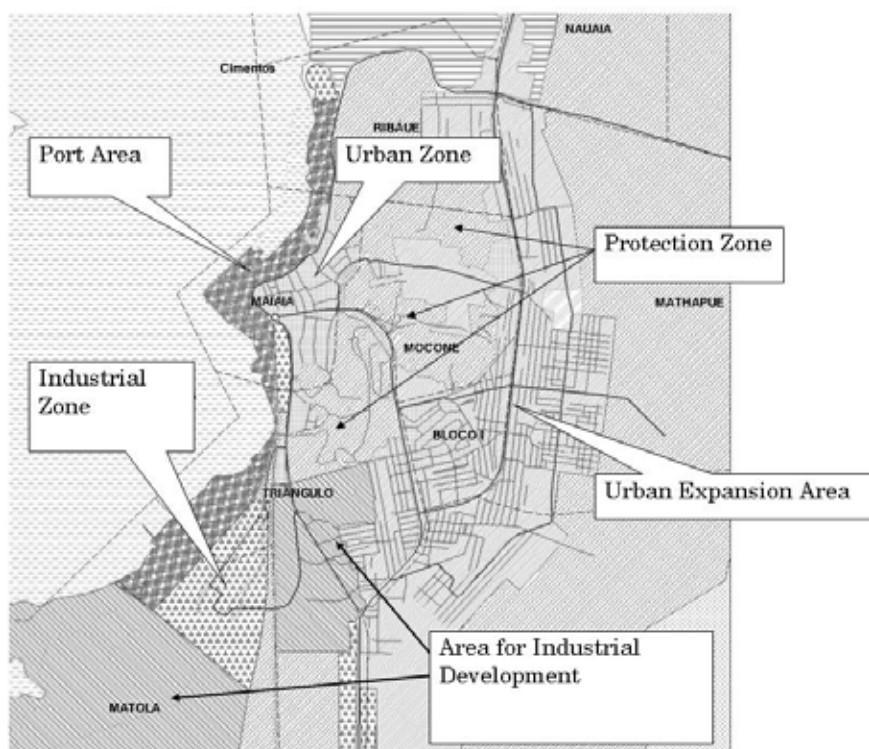 NAUAIA
Cimentos
RIBAUE
Port Area
Urban Zone
Protection Zone
MAIAIA
MATHAPUE
MOCONE
Industrial
Zone
BLOCO I
TRIÂNGULO
Urban Expansion Area
Area for Industrial
Development
MATOLA